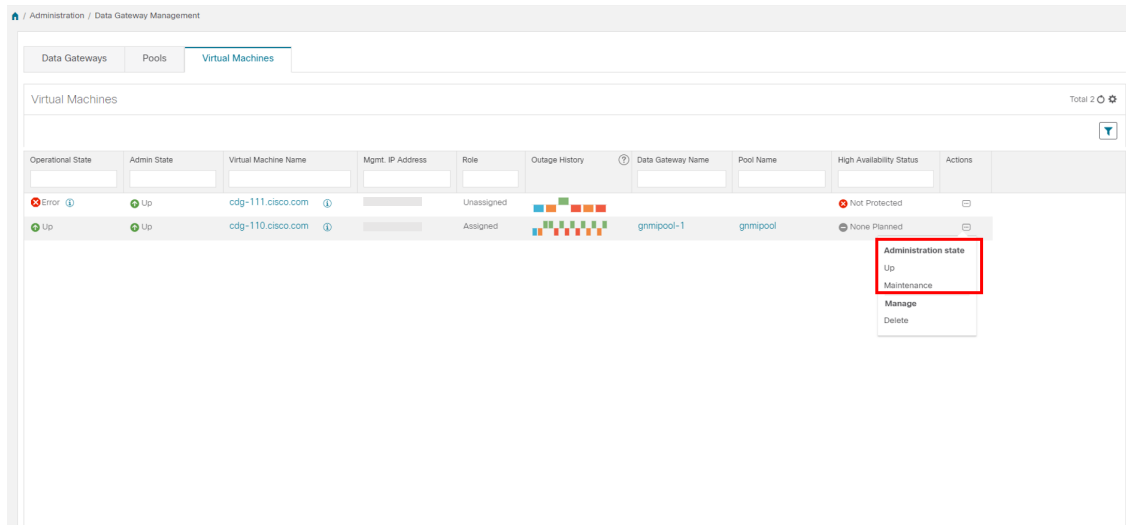 / Administration / Data Gateway Management
Data Gateways Pools Virtual Machines
Virtual Machines Total 2
Operational State Admin State Virtual Machine Name Mgmt. IP Address Role Outage History ? Data Gateway Name Pool Name High Availability Status Actions
Error Up cdg-111.cisco.com Unassigned Not Protected
Up Up cdg-110.cisco.com Assigned gnmipool-1 gnmipool None Planned
Administration state
Up
Maintenance
Manage
Delete